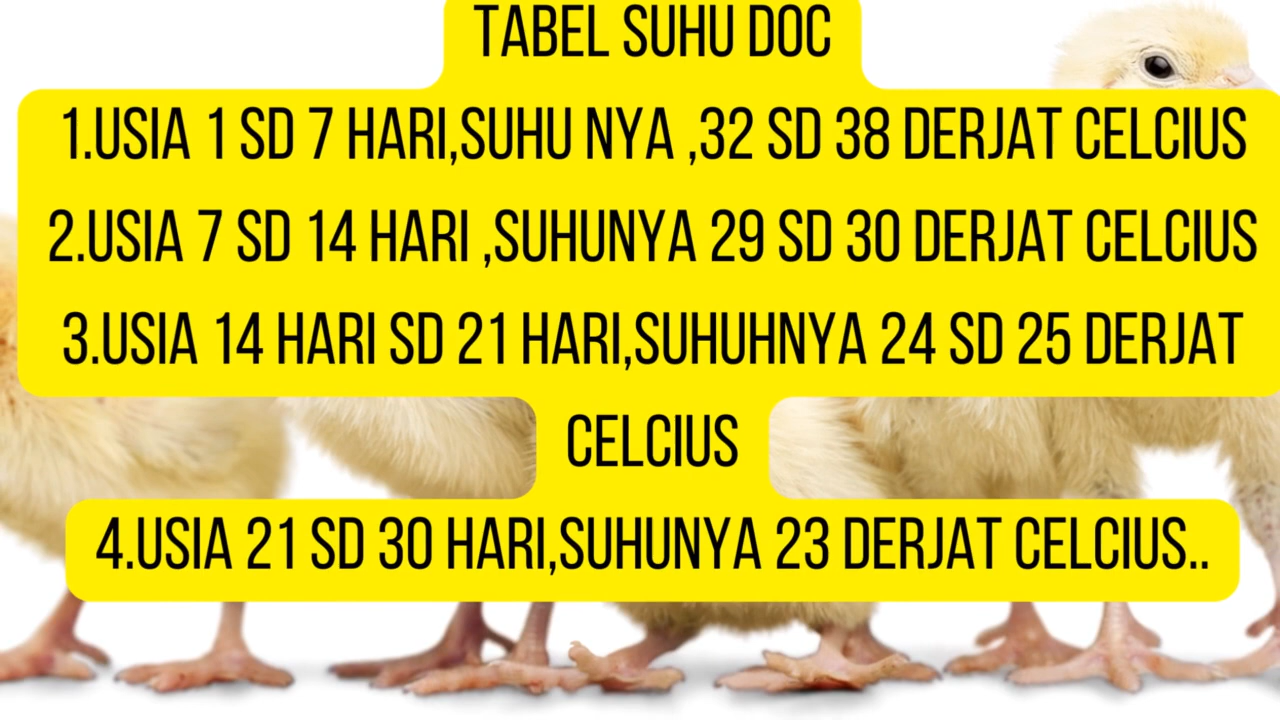 TABEL SUHU DOC
1.USIA 1 SD 7 HARI,SUHU NYA ,32 SD 38 DERJAT CELCIUS
2.USIA 7 SD 14 HARI ,SUHUNYA 29 SD 30 DERJAT CELCIUS
3.USIA 14 HARI SD 21 HARI,SUHUHNYA 24 SD 25 DERJAT
CELCIUS
4.USIA 21 SD 30 HARI,SUHUNYA 23 DERJAT CELCIUS..